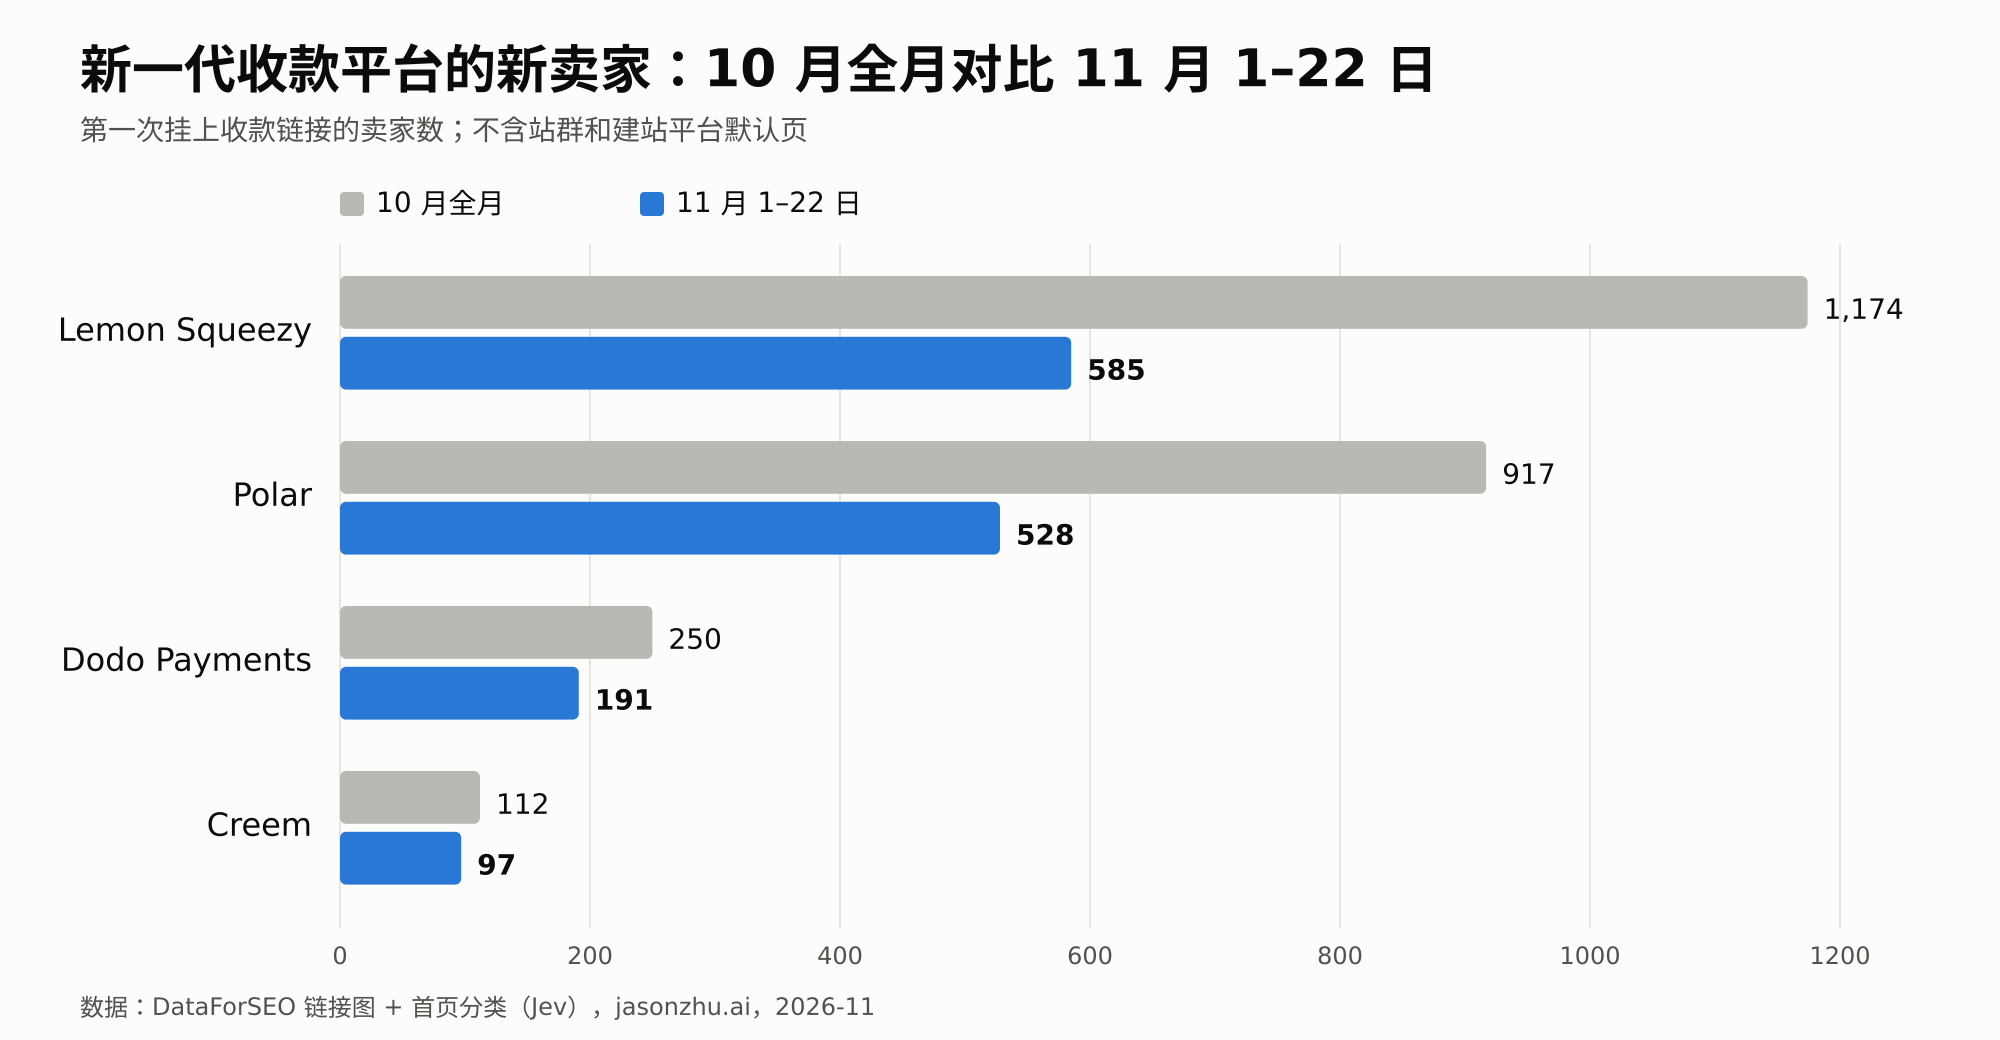 新一代收款平台的新卖家：10 月全月对比 11 月 1–22 日
第一次挂上收款链接的卖家数；不含站群和建站平台默认页
10 月全月
11 月 1–22 日
Lemon Squeezy
1,174
585
Polar
917
528
Dodo Payments
250
191
Creem
112
97
0 200 400 600 800 1000 1200
数据：DataForSEO 链接图 + 首页分类（Jev），jasonzhu.ai，2026-11